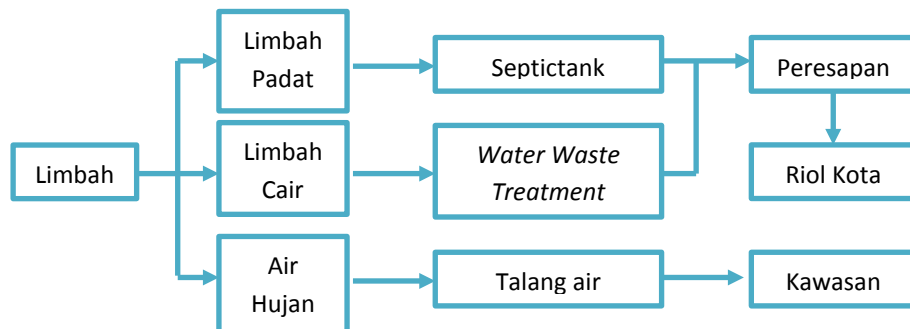 Limbah
Limbah
Padat
Septictank
Peresapan
Limbah
Cair
Water Waste
Treatment
Riol Kota
Air
Hujan
Talang air
Kawasan